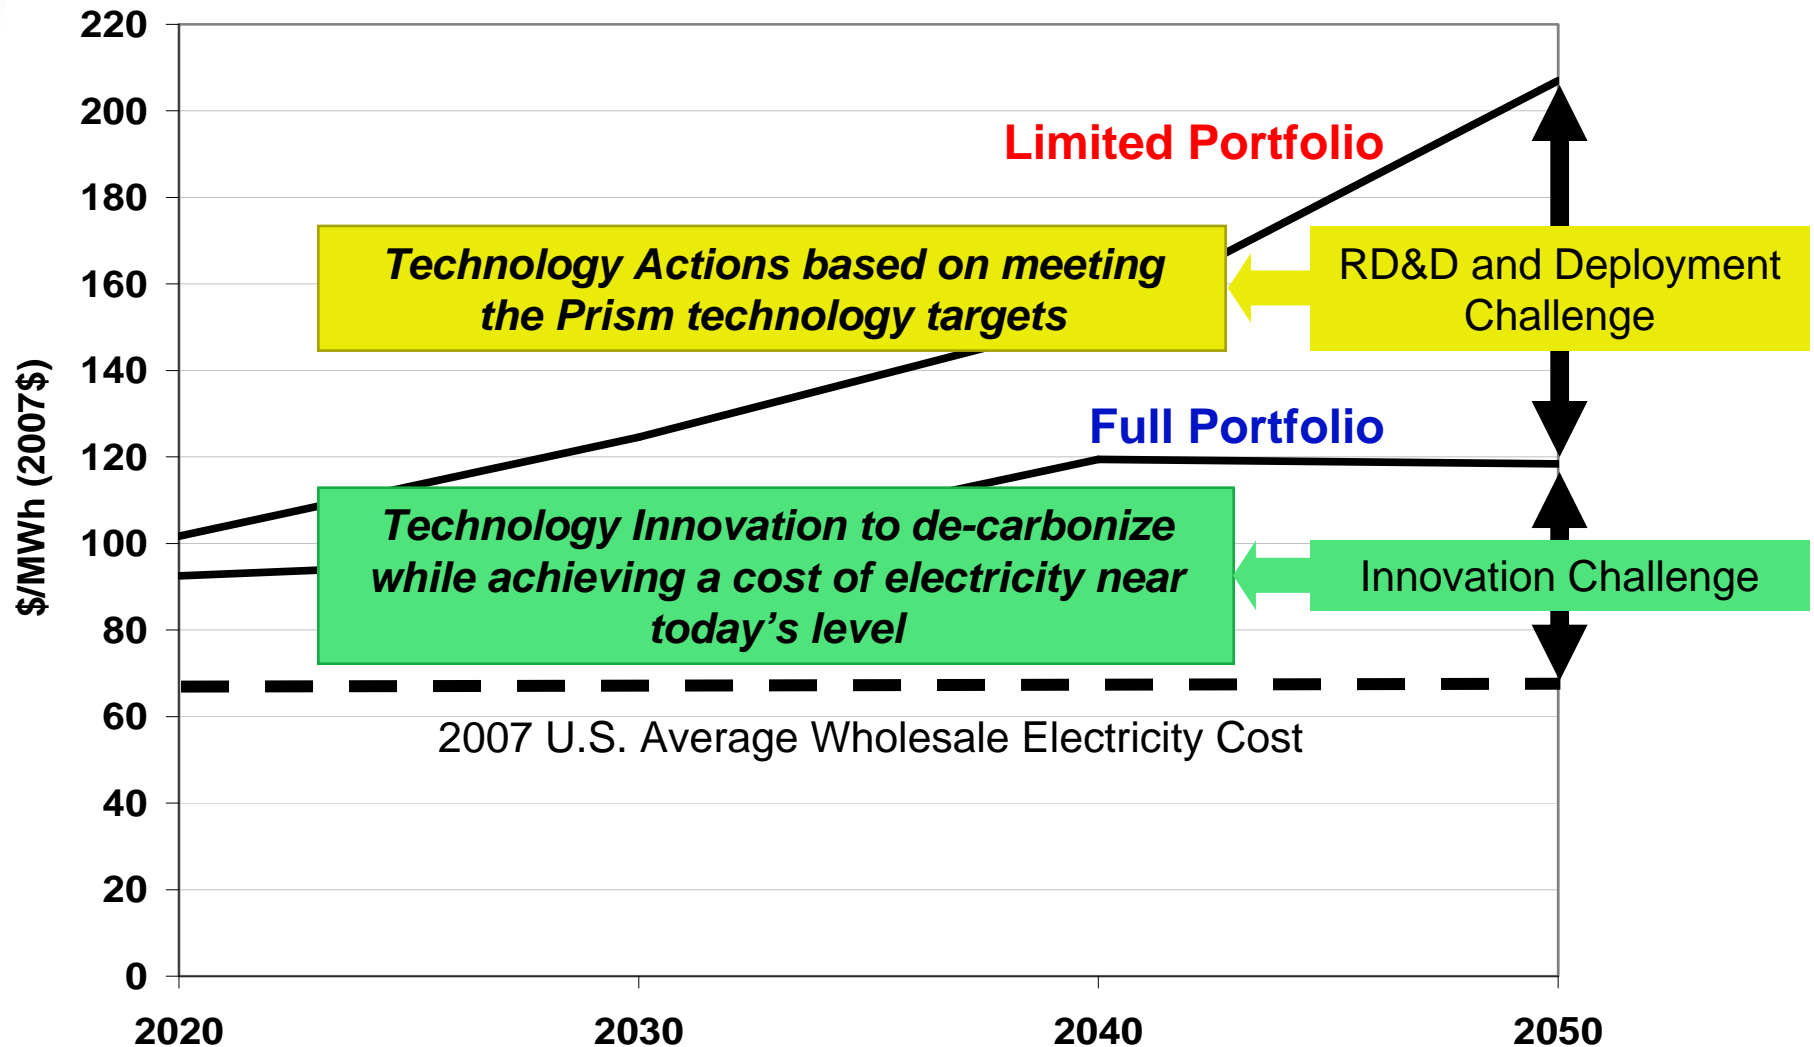 220
200
180
160
140
120
100
80
60
40
20
0
$/MWh (2007$)
Limited Portfolio
Technology Actions based on meeting
the Prism technology targets
RD&D and Deployment
Challenge
Full Portfolio
Technology Innovation to de-carbonize
while achieving a cost of electricity near
today’s level
Innovation Challenge
2007 U.S. Average Wholesale Electricity Cost
2020
2030
2040
2050